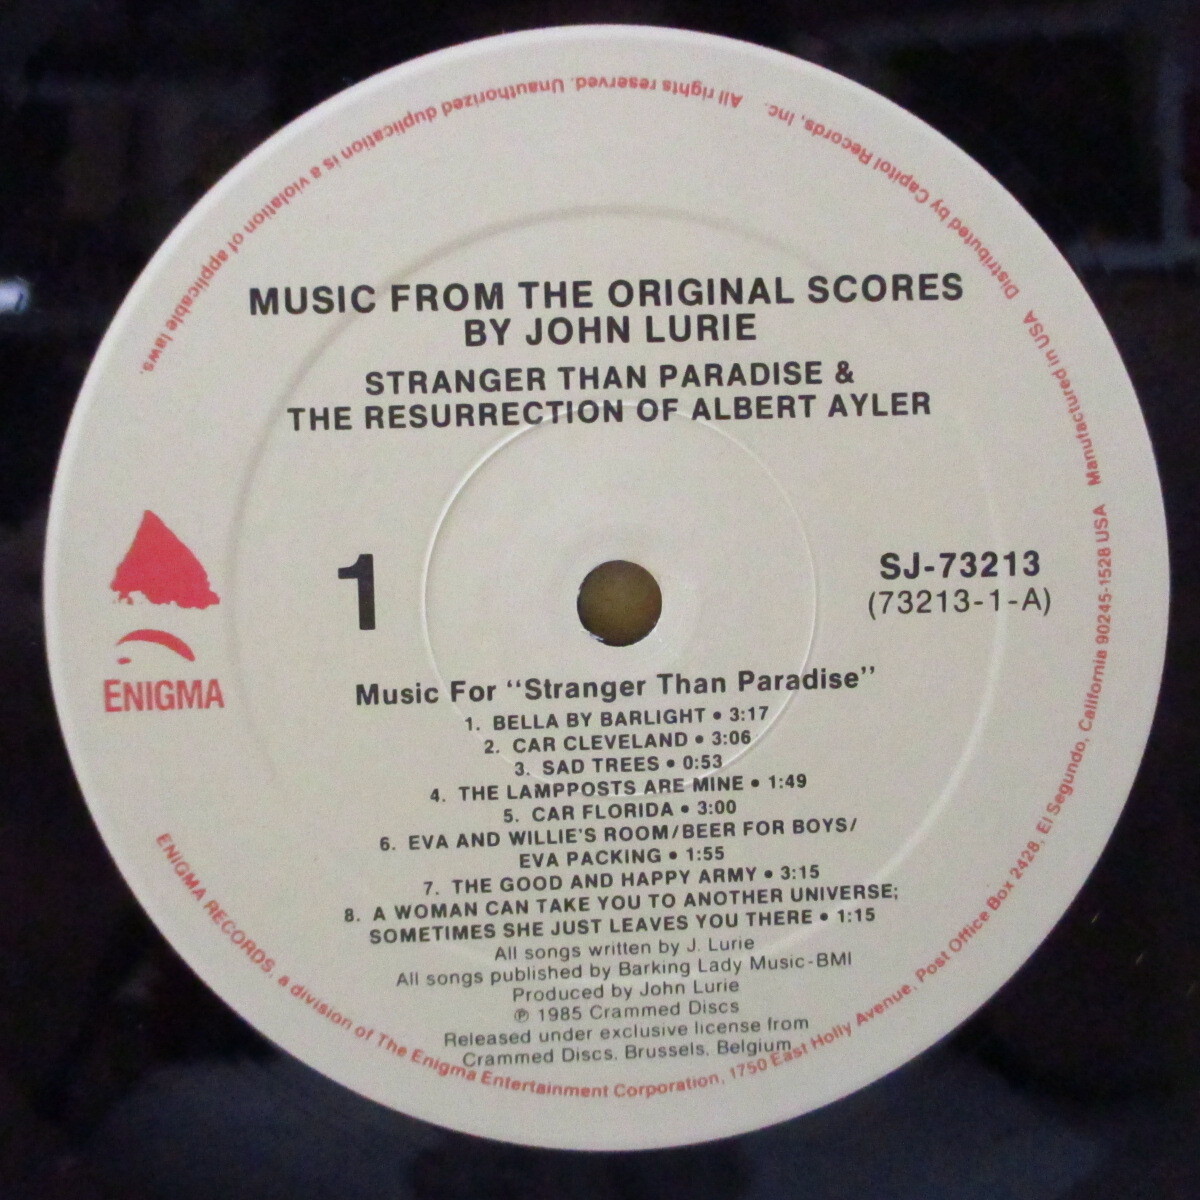 MUSIC FROM THE ORIGINAL SCORES
BY JOHN LURIE
STRANGER THAN PARADISE &
THE RESURRECTION OF ALBERT AYLER
1
SJ-73213
(73213-1-A)
ENIGMA
Music For "Stranger Than Paradise"
1. BELLA BY BARLIGHT • 3:17
2. CAR CLEVELAND • 3:06
3. SAD TREES • 0:53
4. THE LAMPPOSTS ARE MINE • 1:49
5. CAR FLORIDA • 3:00
6. EVA AND WILLIE'S ROOM/BEER FOR BOYS/
EVA PACKING • 1:55
7. THE GOOD AND HAPPY ARMY • 3:15
8. A WOMAN CAN TAKE YOU TO ANOTHER UNIVERSE;
SOMETIMES SHE JUST LEAVES YOU THERE • 1:15
All songs written by J. Lurie
All songs published by Barking Lady Music-BMI
Produced by John Lurie
℗ 1985 Crammed Discs
Released under exclusive license from
Crammed Discs, Brussels, Belgium
ENIGMA RECORDS, a division of The Enigma Entertainment Corporation, 1750 East Holly Avenue, Post Office Box 2428, El Segundo, California 90245-1528 USA Manufactured in USA Distributed by Capitol Records, Inc. All rights reserved. Unauthorized duplication is a violation of applicable laws.